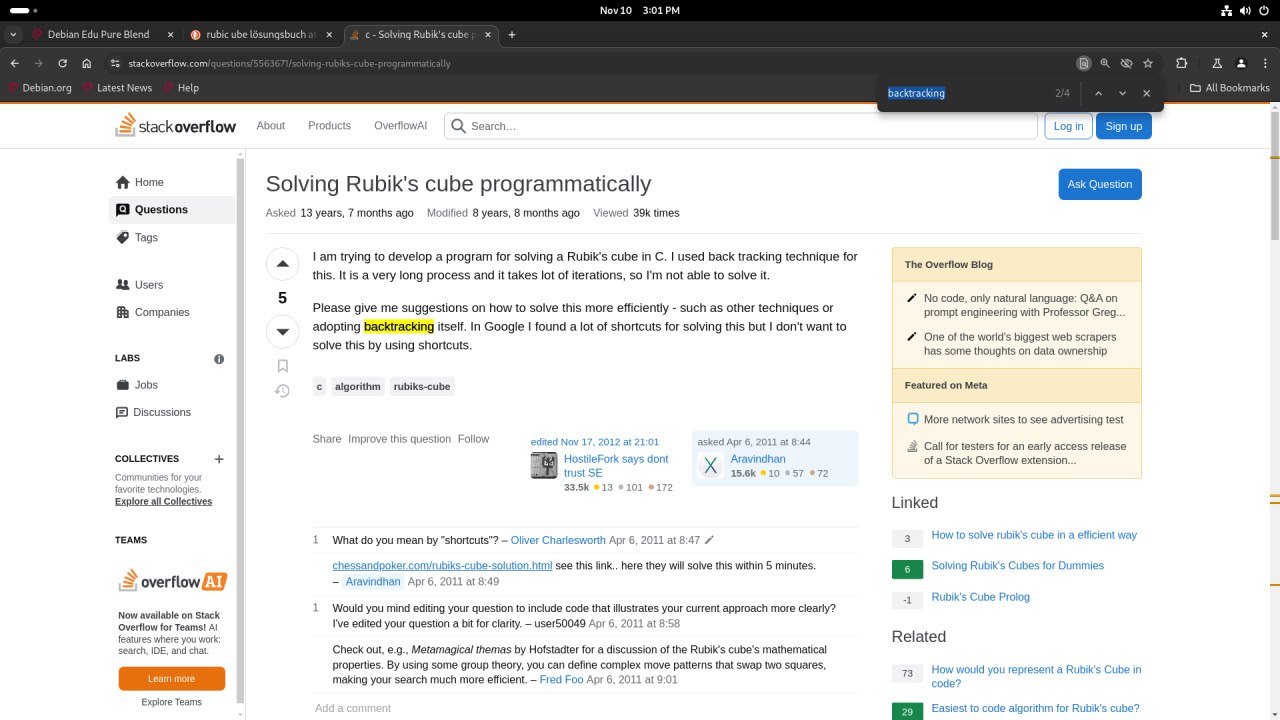 Nov 10 3:01 PM
Debian Edu Pure
rubic cube lösungsbuch at
c - Solving Rubik's cube p
stackoverflow.com/questions/5563671/solving-rubiks-cube-programmatically
Debian.org
Latest News
Help
All Bookmarks
backtracking
2/4
stackoverflow
About
Products
OverflowAI
Search…
Log in
Sign up
Home
Questions
Tags
Users
Companies
LABS
Jobs
Discussions
COLLECTIVES
Communities for your
favorite technologies.
Explore all Collectives
TEAMS
overflowAI
Now available on Stack
Overflow for Teams! AI
features where you work:
search, IDE, and chat.
Learn more
Explore Teams
Solving Rubik's cube programmatically
Ask Question
Asked 13 years, 7 months ago Modified 8 years, 8 months ago Viewed 39k times
5
I am trying to develop a program for solving a Rubik's cube in C. I used back tracking technique for
this. It is a very long process and it takes lot of iterations, so I'm not able to solve it.
Please give me suggestions on how to solve this more efficiently - such as other techniques or
adopting backtracking itself. In Google I found a lot of shortcuts for solving this but I don't want to
solve this by using shortcuts.
c algorithm rubiks-cube
Share Improve this question Follow
edited Nov 17, 2012 at 21:01
HostileFork says dont
trust SE
33.5k 13 101 172
asked Apr 6, 2011 at 8:44
Aravindhan
15.6k 10 57 72
1 What do you mean by "shortcuts"? – Oliver Charlesworth Apr 6, 2011 at 8:47
chessandpoker.com/rubiks-cube-solution.html see this link.. here they will solve this within 5 minutes.
– Aravindhan Apr 6, 2011 at 8:49
1 Would you mind editing your question to include code that illustrates your current approach more clearly?
I've edited your question a bit for clarity. – user50049 Apr 6, 2011 at 8:58
Check out, e.g., Metamagical themas by Hofstadter for a discussion of the Rubik's cube's mathematical
properties. By using some group theory, you can define complex move patterns that swap two squares,
making your search much more efficient. – Fred Foo Apr 6, 2011 at 9:01
Add a comment
The Overflow Blog
No code, only natural language: Q&A on
prompt engineering with Professor Greg...
One of the world's biggest web scrapers
has some thoughts on data ownership
Featured on Meta
More network sites to see advertising test
Call for testers for an early access release
of a Stack Overflow extension...
Linked
3 How to solve rubik's cube in a efficient way
6 Solving Rubik's Cubes for Dummies
-1 Rubik's Cube Prolog
Related
73 How would you represent a Rubik's Cube in
code?
29 Easiest to code algorithm for Rubik's cube?